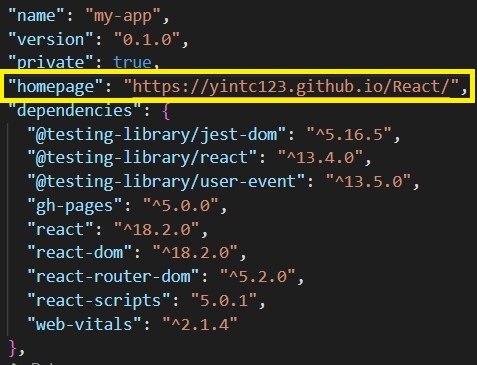 "name": "my-app",
"version": "0.1.0",
"private": true,
"homepage": "https://yintc123.github.io/React/",
"dependencies": {
"@testing-library/jest-dom": "^5.16.5",
"@testing-library/react": "^13.4.0",
"@testing-library/user-event": "^13.5.0",
"gh-pages": "^5.0.0",
"react": "^18.2.0",
"react-dom": "^18.2.0",
"react-router-dom": "^5.2.0",
"react-scripts": "5.0.1",
"web-vitals": "^2.1.4"
},